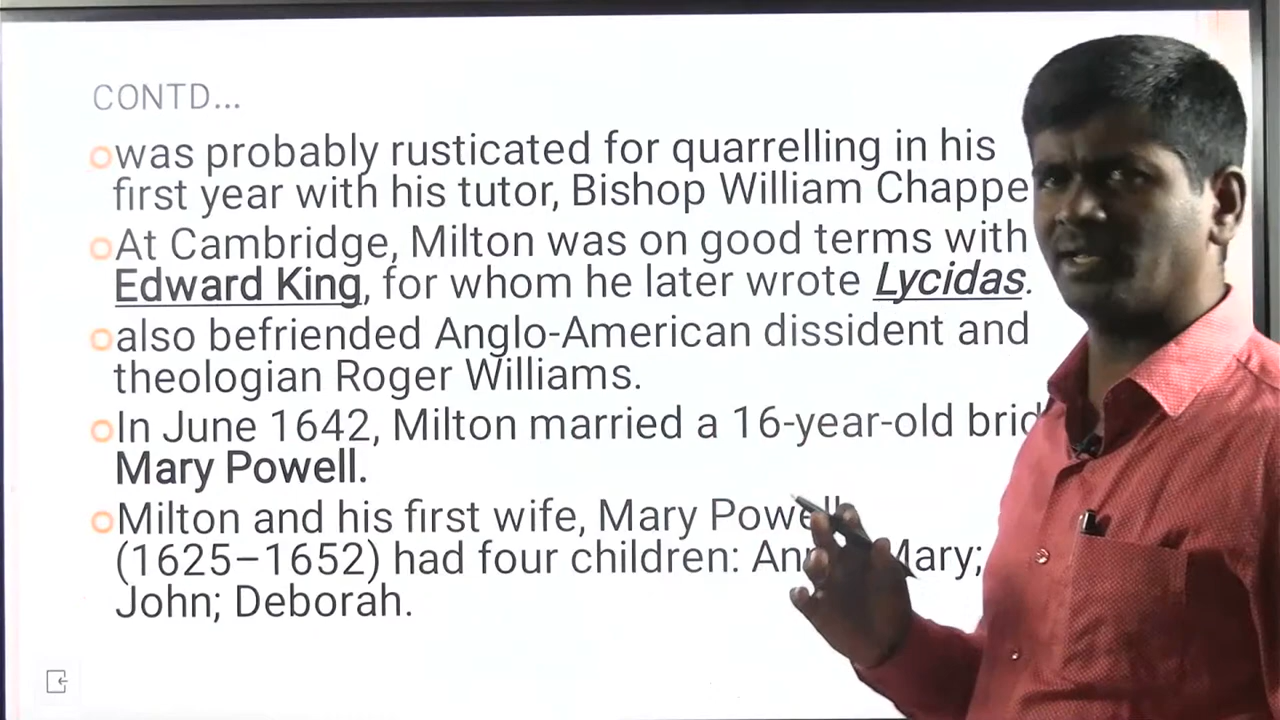 CONTD...
was probably rusticated for quarrelling in his
first year with his tutor, Bishop William Chappe
At Cambridge, Milton was on good terms with
Edward King, for whom he later wrote Lycidas.
also befriended Anglo-American dissident and
theologian Roger Williams.
In June 1642, Milton married a 16-year-old brid
Mary Powell.
Milton and his first wife, Mary Powell
(1625–1652) had four children: Mary;
John; Deborah.